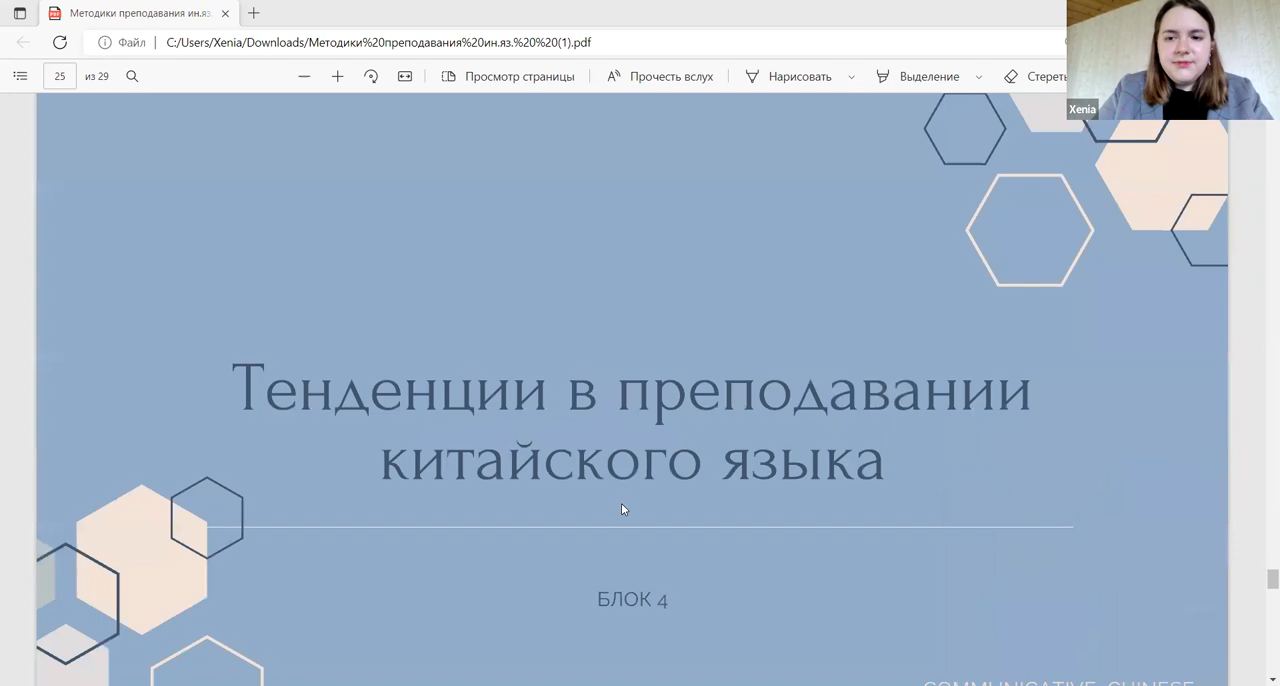 Методики преподавания ин.яз.
Файл
C:/Users/Xenia/Downloads/Методики%20преподавания%20ин.яз.%20%20(1).pdf
25 из 29
Просмотр страницы
Прочесть вслух
Нарисовать
Выделение
Стереть
Xenia
Тенденции в преподавании
китайского языка
БЛОК 4
COMMUNICATIVE_CHINESE